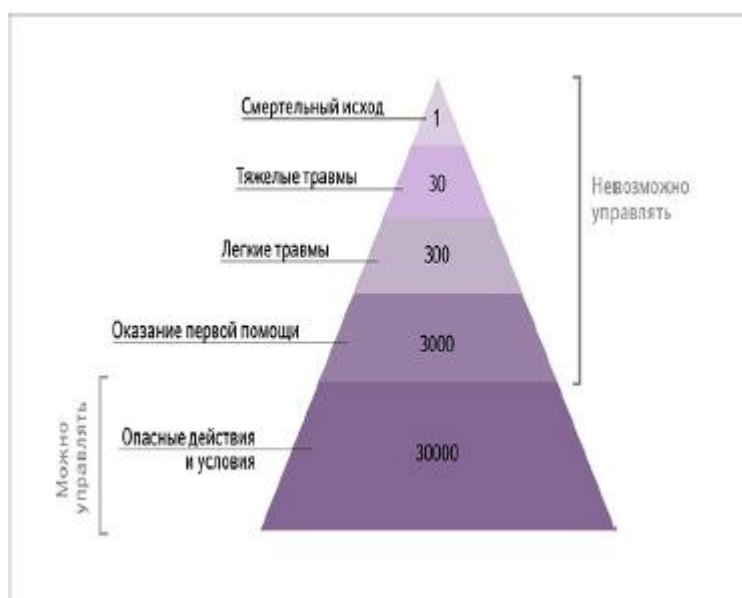 Смертельный исход
1
Тяжелые травмы
30
Невозможно
управлять
Легкие травмы
300
Оказание первой помощи
3000
Можно
управлять
Опасные действия
и условия
30000